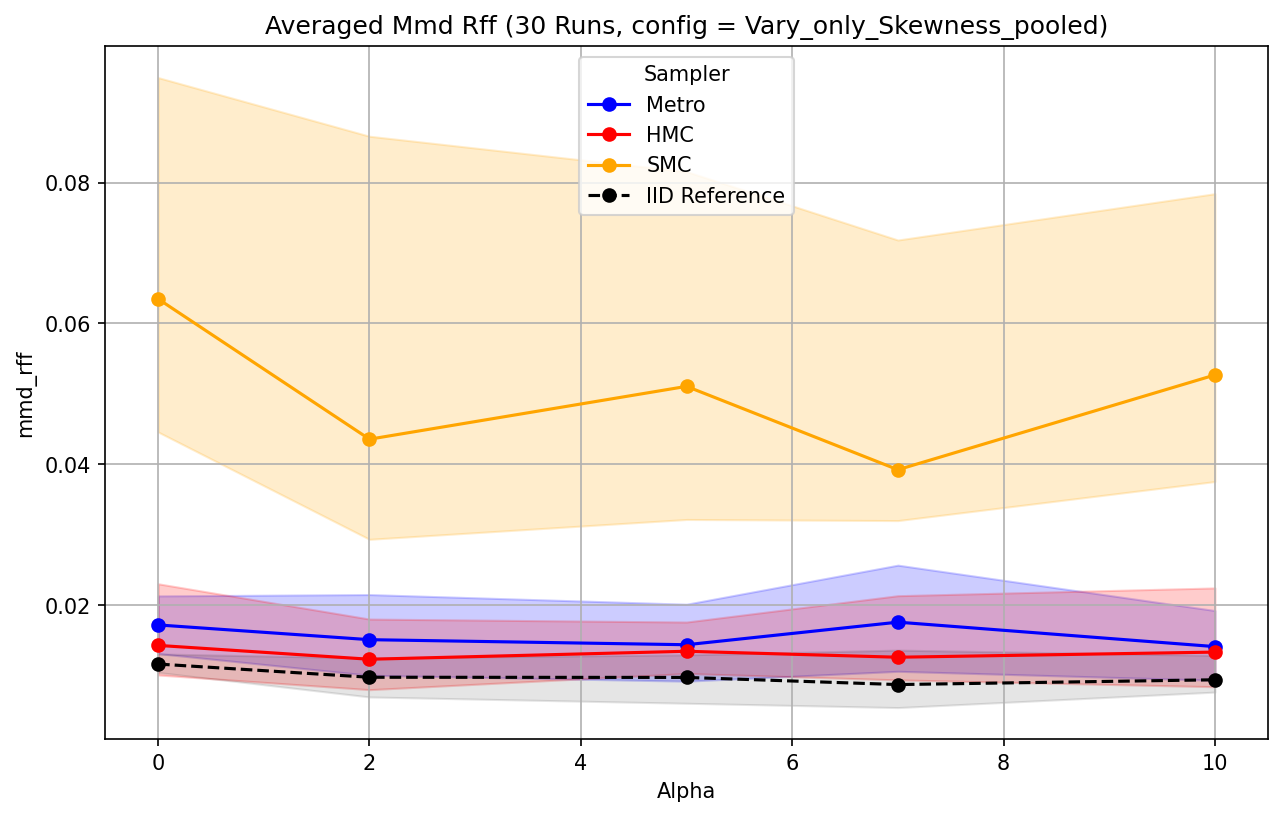 Averaged Mmd Rff (30 Runs, config = Vary_only_Skewness_pooled)
Sampler
Metro
HMC
SMC
IID Reference
0.08
0.06
0.04
0.02
mmd_rff
0 2 4 6 8 10
Alpha